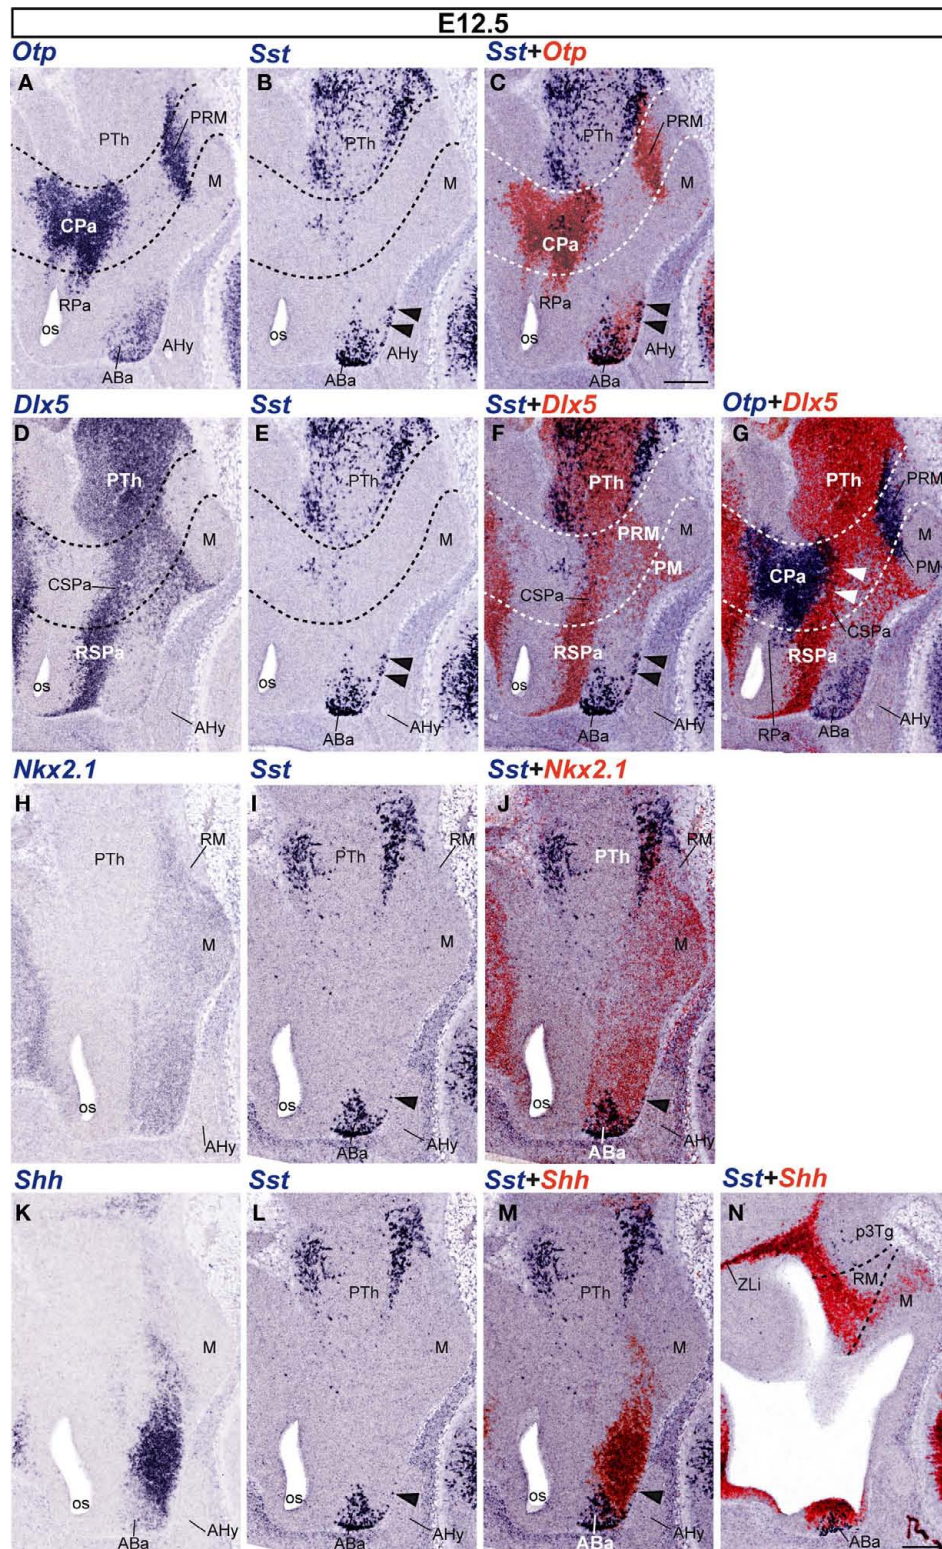 E12.5
Otp Sst Sst+Otp
A B C
PTh PRM M CPa RPa os ABa AHy
PTh ABa AHy
PTh PRM M CPa RPa os ABa AHy
Dlx5 Sst Sst+Dlx5 Otp+Dlx5
D E F G
PTh M CSPa RSPa os AHy
PTh M os ABa AHy
PTh PRM M PM CSPa RSPa os ABa AHy
PTh PRM M PM CPa CSPa RSPa RPa ABa AHy
Nkx2.1 Sst Sst+Nkx2.1
H I J
PTh RM M os AHy
PTh RM M os ABa AHy
PTh RM M os ABa AHy
Shh Sst Sst+Shh Sst+Shh
K L M N
M os ABa AHy
PTh M os ABa AHy
PTh M os ABa AHy
p3Tg ZLi RM M ABa